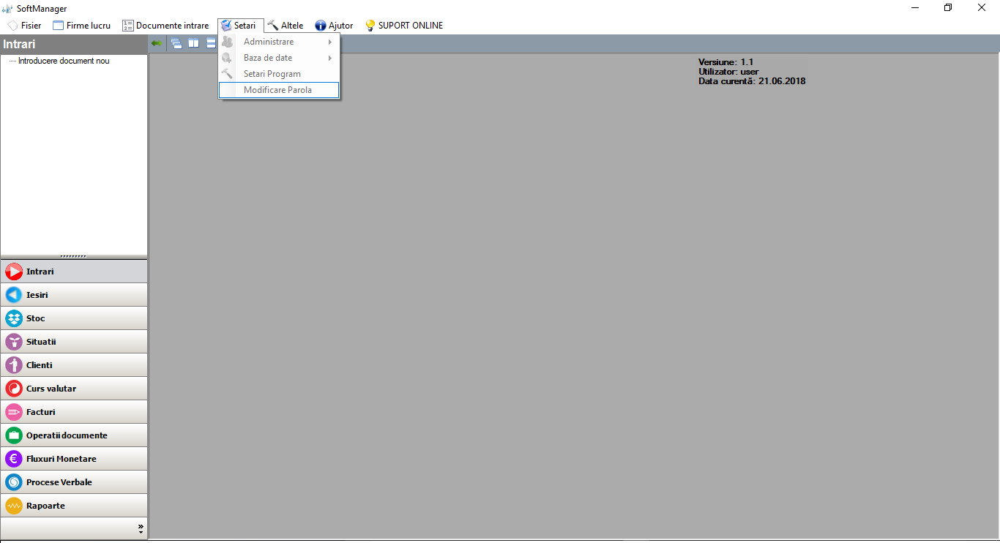 SoftManager
Fisier Firme lucru Documente intrare Setari Altele Ajutor SUPORT ONLINE
Intrari
Introducere document nou
Administrare
Baza de date
Setari Program
Modificare Parola
Versiune: 1.1
Utilizator: user
Data curentă: 21.06.2018
Intrari
Iesiri
Stoc
Situatii
Clienti
Curs valutar
Facturi
Operatii documente
Fluxuri Monetare
Procese Verbale
Rapoarte